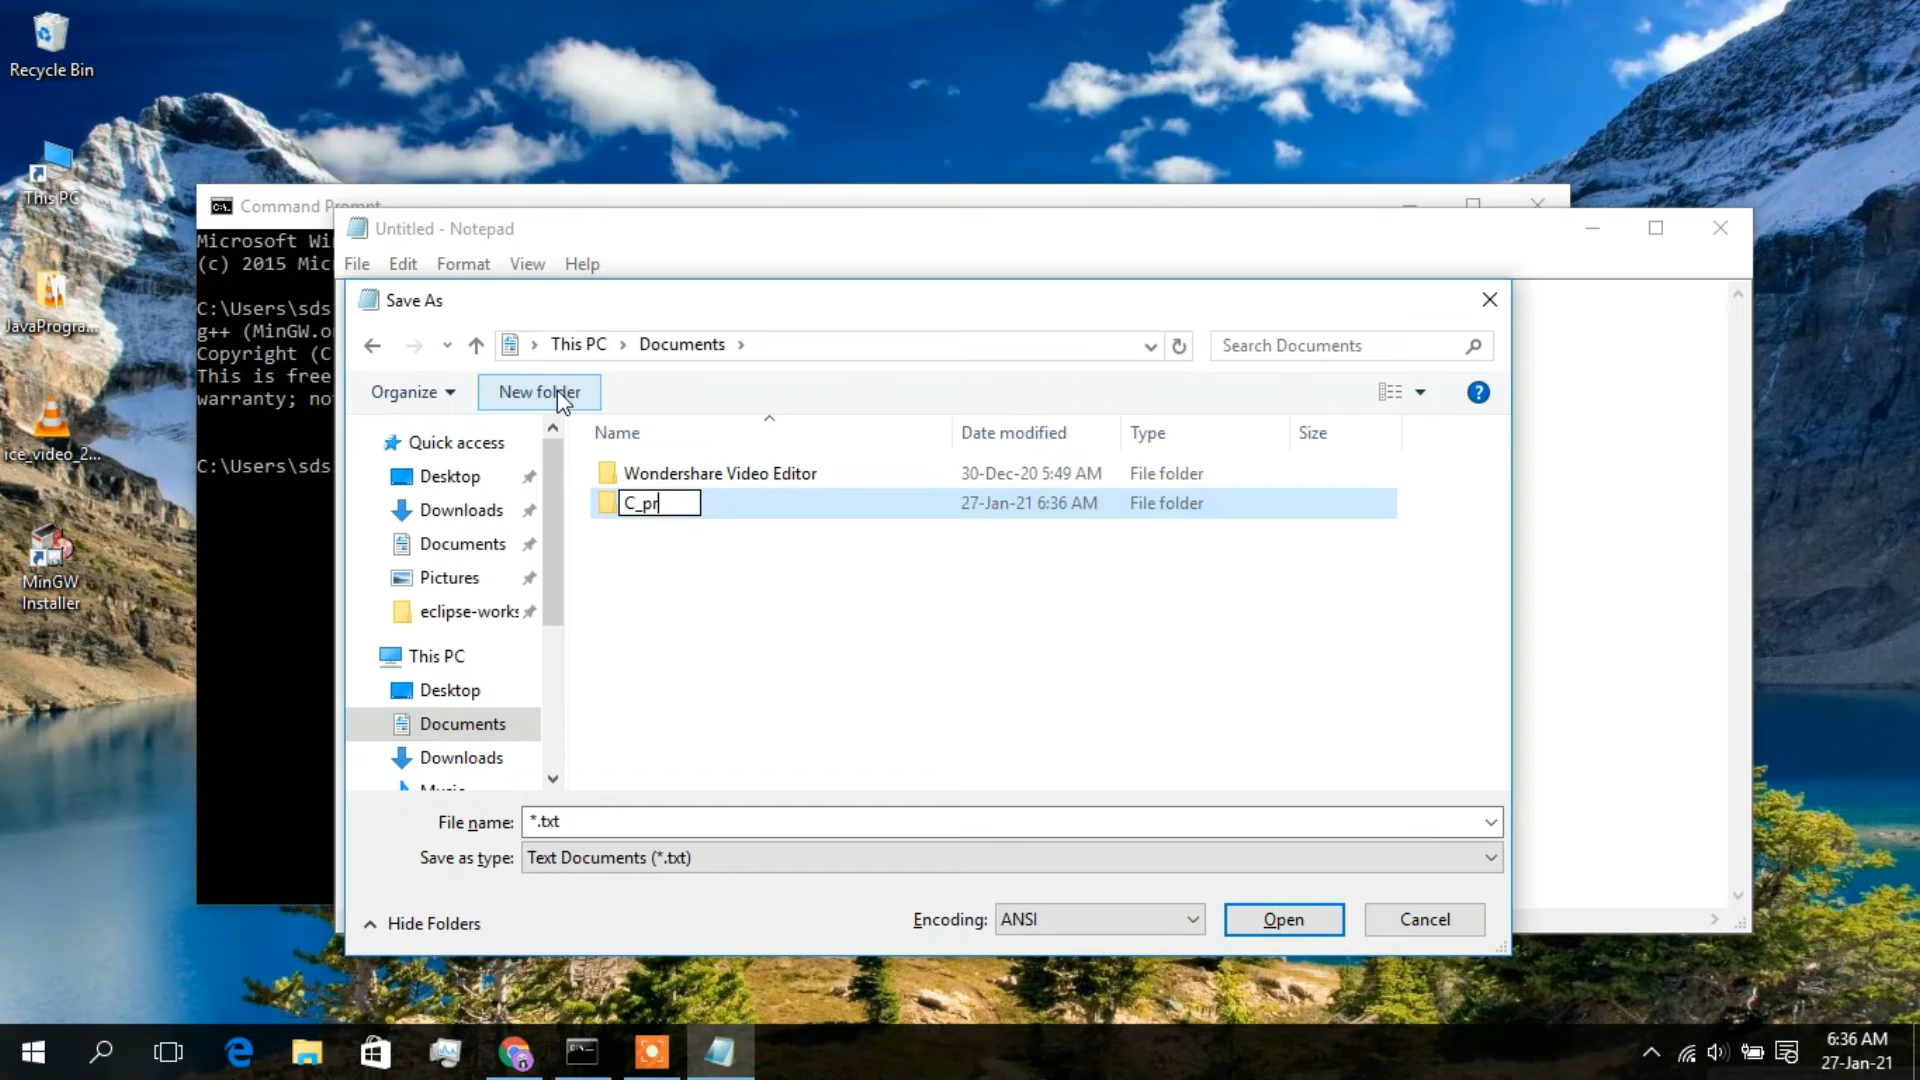 Recycle Bin
This PC
JavaProgra...
ice_video_2...
MinGW
Installer
Command Prompt
Microsoft Wi
(c) 2015 Micr
C:\Users\sds
g++ (MinGW.or
Copyright (C
This is free
warranty; no
C:\Users\sds
Untitled - Notepad
File Edit Format View Help
Save As
This PC Documents
Search Documents
Organize New folder
?
Name Date modified Type Size
Wondershare Video Editor 30-Dec-20 5:49 AM File folder
C_pr 27-Jan-21 6:36 AM File folder
Quick access
Desktop
Downloads
Documents
Pictures
eclipse-works
This PC
Desktop
Documents
Downloads
Music
File name: *.txt
Save as type: Text Documents (*.txt)
Hide Folders
Encoding: ANSI
Open
Cancel
6:36 AM
27-Jan-21